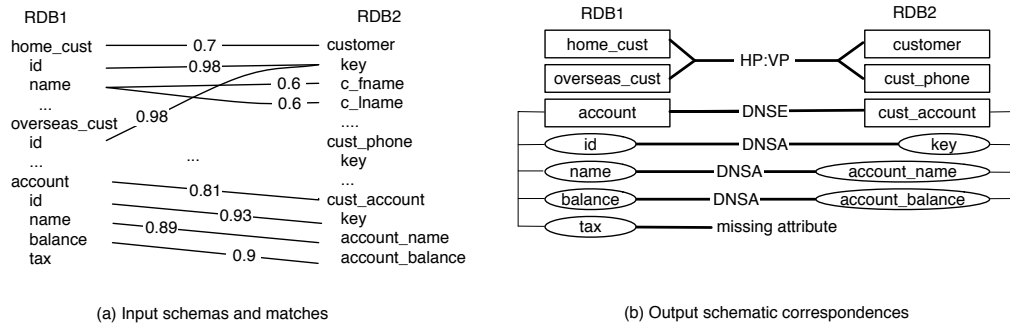 RDB1 RDB2
home_cust 0.7 customer
id 0.98 key
name 0.6 c_fname
... 0.6 c_lname
overseas_cust 0.98 ....
id cust_phone
... ... key
account ...
id 0.81 cust_account
name 0.93 key
balance 0.89 account_name
tax 0.9 account_balance
(a) Input schemas and matches
RDB1 RDB2
home_cust customer
HP:VP
overseas_cust cust_phone
account DNSE cust_account
id DNSA key
name DNSA account_name
balance DNSA account_balance
tax missing attribute
(b) Output schematic correspondences